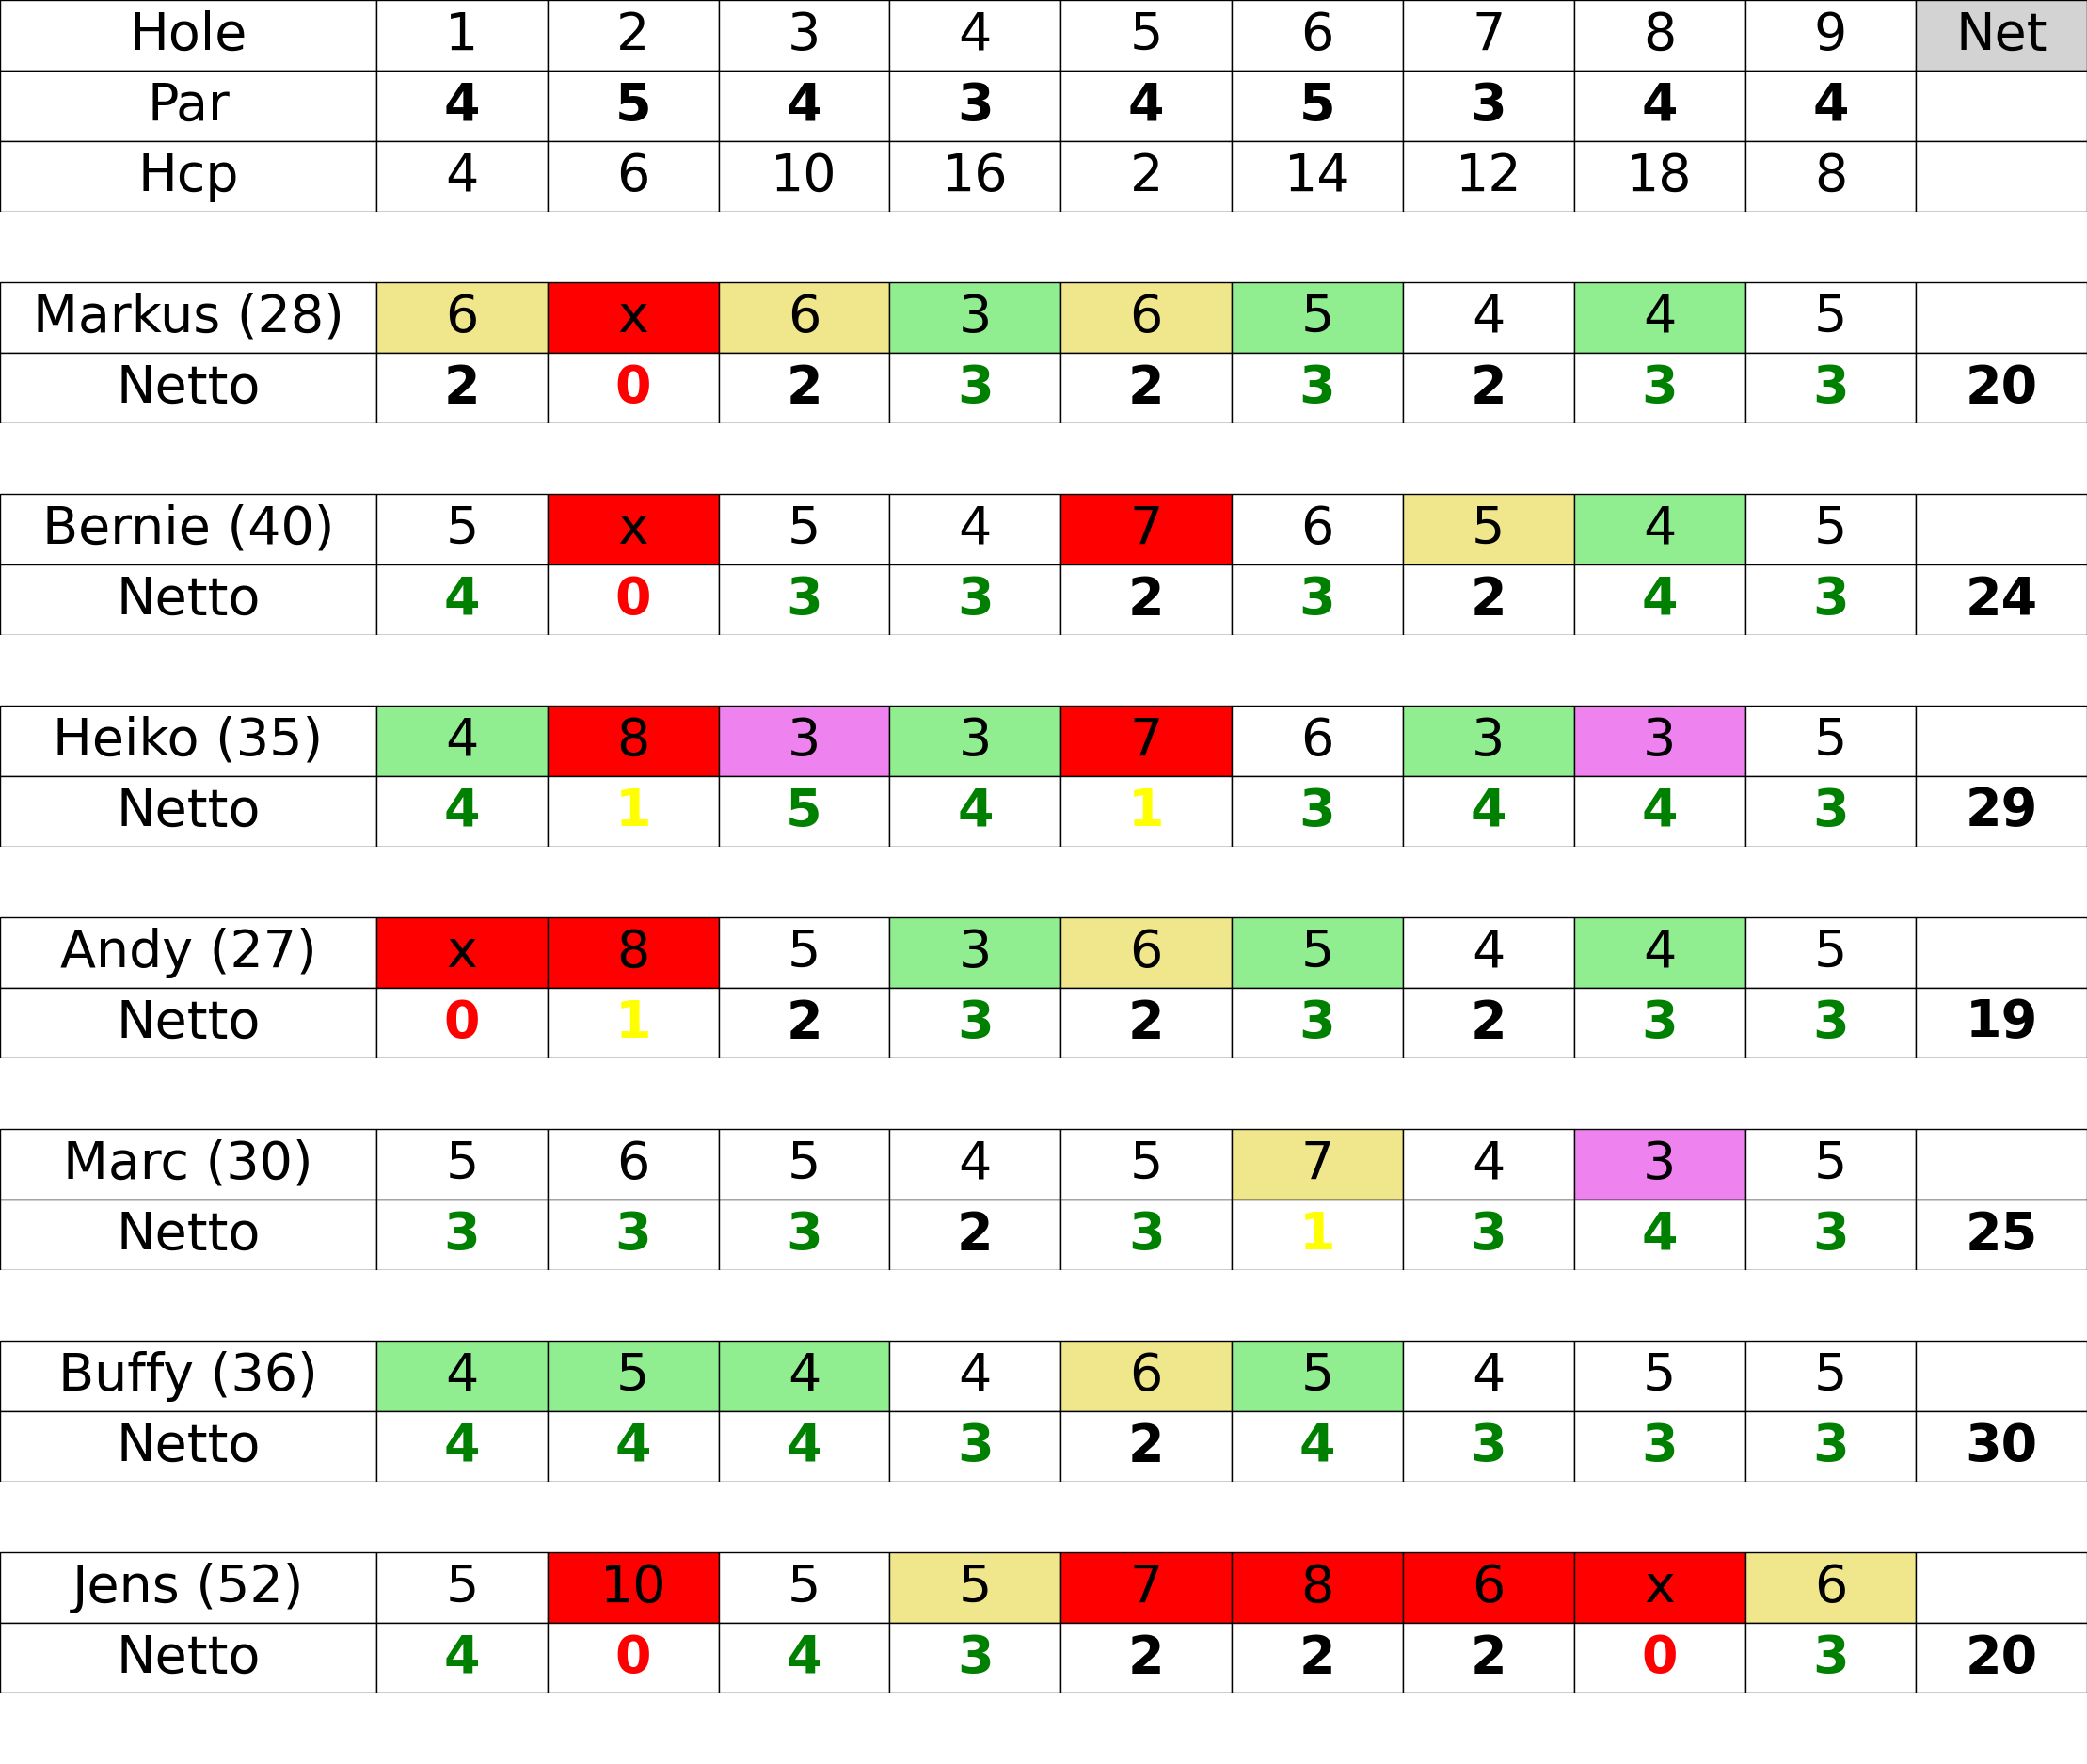 Hole 1 2 3 4 5 6 7 8 9 Net
Par 4 5 4 3 4 5 3 4 4
Hcp 4 6 10 16 2 14 12 18 8
Markus (28) 6 x 6 3 6 5 4 4 5
Netto 2 0 2 3 2 3 2 3 3 20
Bernie (40) 5 x 5 4 7 6 5 4 5
Netto 4 0 3 3 2 3 2 4 3 24
Heiko (35) 4 8 3 3 7 6 3 3 5
Netto 4 1 5 4 1 3 4 4 3 29
Andy (27) x 8 5 3 6 5 4 4 5
Netto 0 1 2 3 2 3 2 3 3 19
Marc (30) 5 6 5 4 5 7 4 3 5
Netto 3 3 3 2 3 1 3 4 3 25
Buffy (36) 4 5 4 4 6 5 4 5 5
Netto 4 4 4 3 2 4 3 3 3 30
Jens (52) 5 10 5 5 7 8 6 x 6
Netto 4 0 4 3 2 2 2 0 3 20